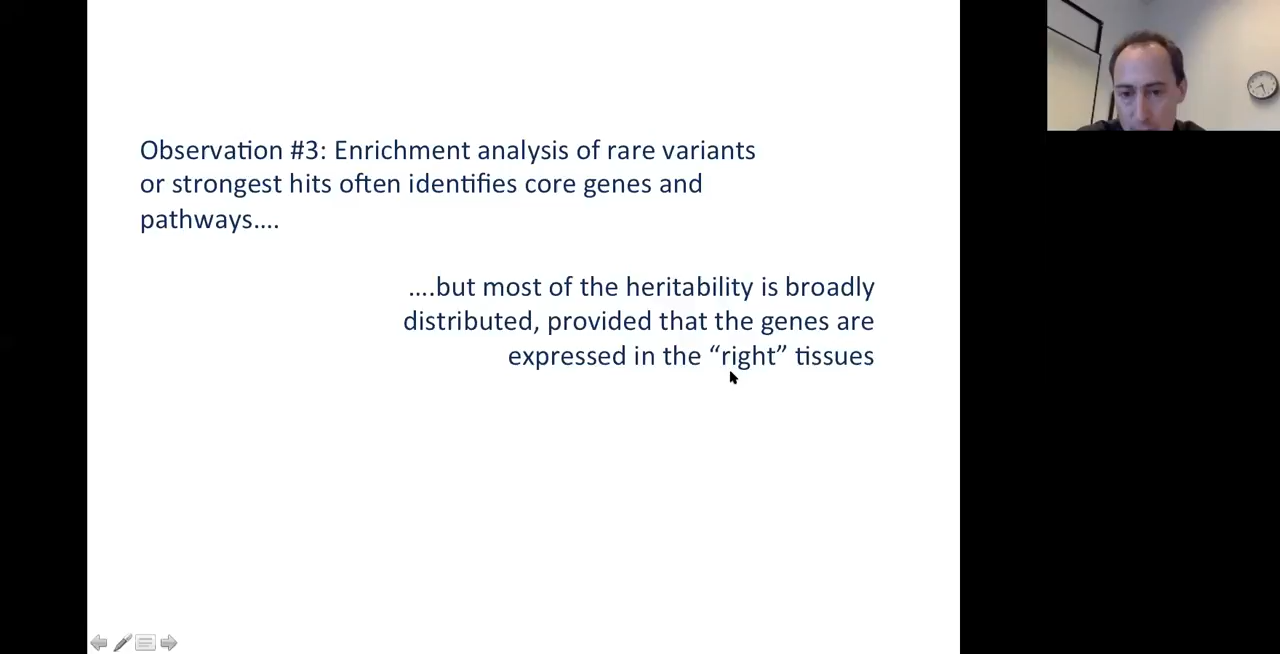 Observation #3: Enrichment analysis of rare variants
or strongest hits often identifies core genes and
pathways….
….but most of the heritability is broadly
distributed, provided that the genes are
expressed in the “right” tissues